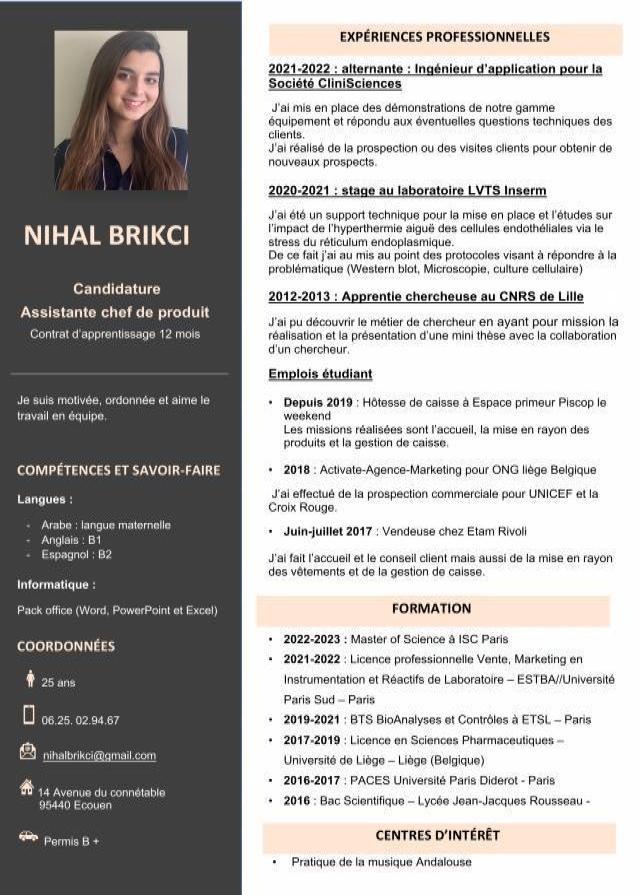 NIHAL BRIKCI
Candidature
Assistante chef de produit
Contrat d'apprentissage 12 mois
Je suis motivée, ordonnée et aime le
travail en équipe.
COMPÉTENCES ET SAVOIR-FAIRE
Langues :
- Arabe : langue maternelle
- Anglais : B1
- Espagnol : B2
Informatique :
Pack office (Word, PowerPoint et Excel)
COORDONNÉES
25 ans
06.25. 02.94.67
nihalbrikci@gmail.com
14 Avenue du connétable
95440 Ecouen
Permis B +
EXPÉRIENCES PROFESSIONNELLES
2021-2022 : alternante : Ingénieur d'application pour la
Société CliniSciences
J'ai mis en place des démonstrations de notre gamme
équipement et répondu aux éventuelles questions techniques des
clients.
J'ai réalisé de la prospection ou des visites clients pour obtenir de
nouveaux prospects.
2020-2021 : stage au laboratoire LVTS Inserm
J'ai été un support technique pour la mise en place et l'études sur
l'impact de l'hyperthermie aiguë des cellules endothéliales via le
stress du réticulum endoplasmique.
De ce fait j'ai au mis au point des protocoles visant à répondre à la
problématique (Western blot, Microscopie, culture cellulaire)
2012-2013 : Apprentie chercheuse au CNRS de Lille
J'ai pu découvrir le métier de chercheur en ayant pour mission la
réalisation et la présentation d'une mini thèse avec la collaboration
d'un chercheur.
Emplois étudiant
• Depuis 2019 : Hôtesse de caisse à Espace primeur Piscop le
weekend
Les missions réalisées sont l'accueil, la mise en rayon des
produits et la gestion de caisse.
• 2018 : Activate-Agence-Marketing pour ONG liège Belgique
J'ai effectué de la prospection commerciale pour UNICEF et la
Croix Rouge.
• Juin-juillet 2017 : Vendeuse chez Etam Rivoli
J'ai fait l'accueil et le conseil client mais aussi de la mise en rayon
des vêtements et de la gestion de caisse.
FORMATION
• 2022-2023 : Master of Science à ISC Paris
• 2021-2022 : Licence professionnelle Vente, Marketing en
Instrumentation et Réactifs de Laboratoire – ESTBA//Université
Paris Sud – Paris
• 2019-2021 : BTS BioAnalyses et Contrôles à ETSL – Paris
• 2017-2019 : Licence en Sciences Pharmaceutiques –
Université de Liège – Liège (Belgique)
• 2016-2017 : PACES Université Paris Diderot - Paris
• 2016 : Bac Scientifique – Lycée Jean-Jacques Rousseau -
CENTRES D'INTÉRÊT
• Pratique de la musique Andalouse